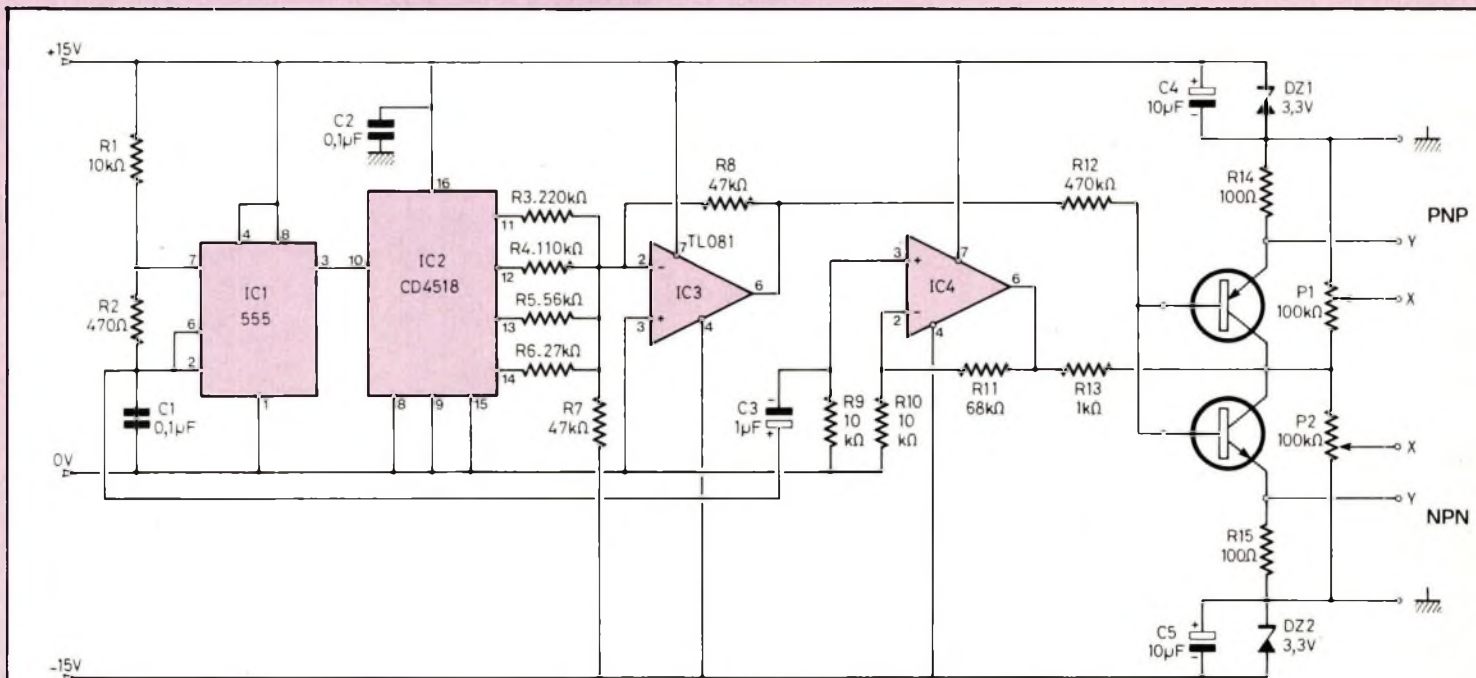 +15V
R1
10kΩ
R2
470Ω
C1
0,1µF
0V
-15V
7
6
2
4
8
3
1
IC1
555
C2
0,1µF
10
16
IC2
CD4518
11
12
13
14
8
9
15
R3.220kΩ
R4.110kΩ
R5.56kΩ
R6.27kΩ
R7
47kΩ
R8
47kΩ
TL081
2
-
3
+
7
IC3
6
4
C3
1µF
-
+
R9
10
kΩ
R10
10
kΩ
3
+
2
-
7
IC4
6
4
R11
68kΩ
R12
470kΩ
R13
1kΩ
C4
10µF
+
-
DZ1
3,3V
R14
100Ω
PNP
Y
P1
100kΩ
X
P2
100kΩ
X
Y
NPN
R15
100Ω
C5
10µF
+
-
DZ2
3,3V